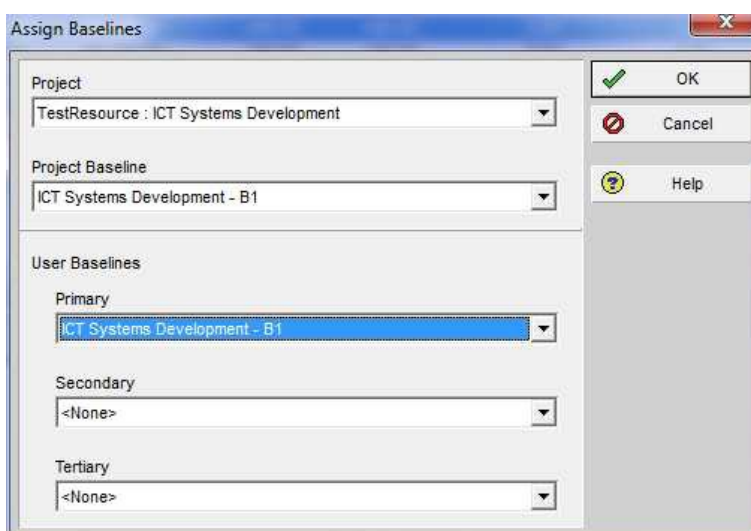 Assign Baselines
Project
TestResource : ICT Systems Development
Project Baseline
ICT Systems Development - B1
User Baselines
Primary
ICT Systems Development - B1
Secondary
<None>
Tertiary
<None>
OK
Cancel
Help